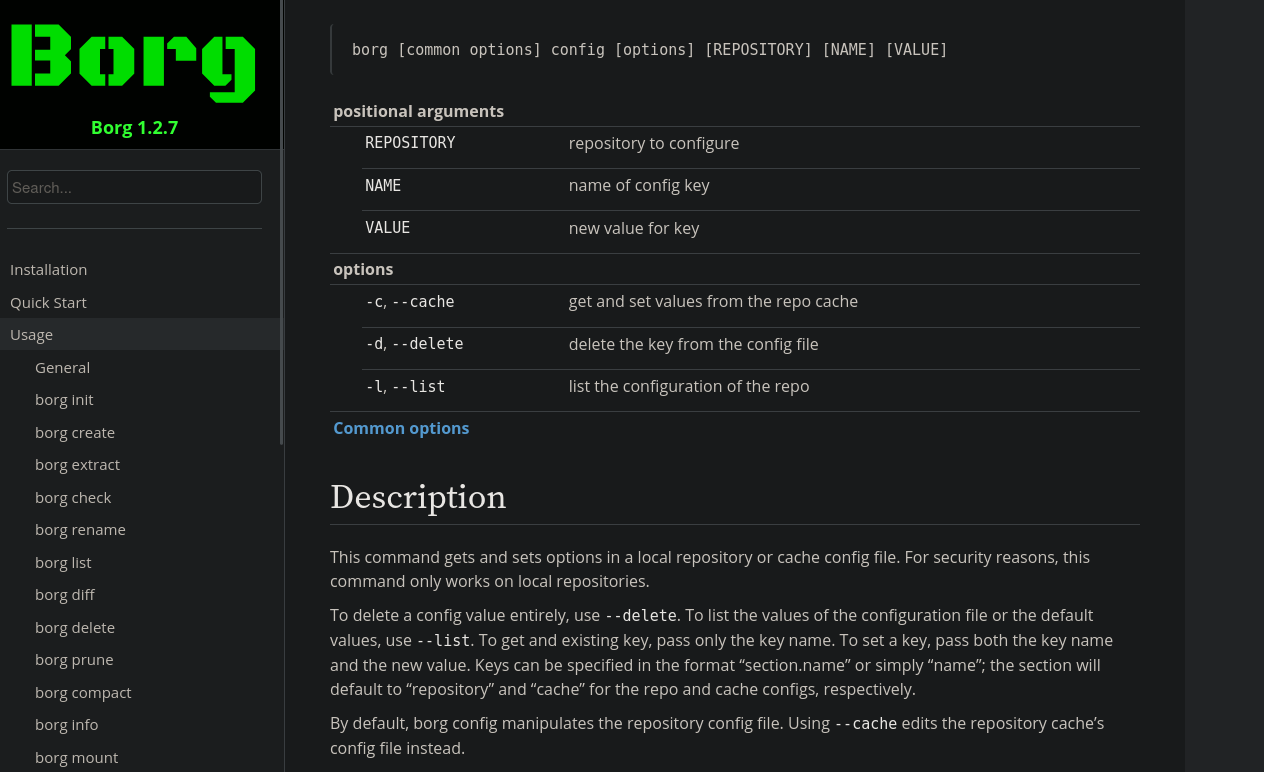 Borg
Borg 1.2.7
Search...
Installation
Quick Start
Usage
General
borg init
borg create
borg extract
borg check
borg rename
borg list
borg diff
borg delete
borg prune
borg compact
borg info
borg mount
borg [common options] config [options] [REPOSITORY] [NAME] [VALUE]
positional arguments
REPOSITORY repository to configure
NAME name of config key
VALUE new value for key
options
-c, --cache get and set values from the repo cache
-d, --delete delete the key from the config file
-l, --list list the configuration of the repo
Common options
Description
This command gets and sets options in a local repository or cache config file. For security reasons, this
command only works on local repositories.
To delete a config value entirely, use --delete. To list the values of the configuration file or the default
values, use --list. To get and existing key, pass only the key name. To set a key, pass both the key name
and the new value. Keys can be specified in the format “section.name” or simply “name”; the section will
default to “repository” and “cache” for the repo and cache configs, respectively.
By default, borg config manipulates the repository config file. Using --cache edits the repository cache’s
config file instead.